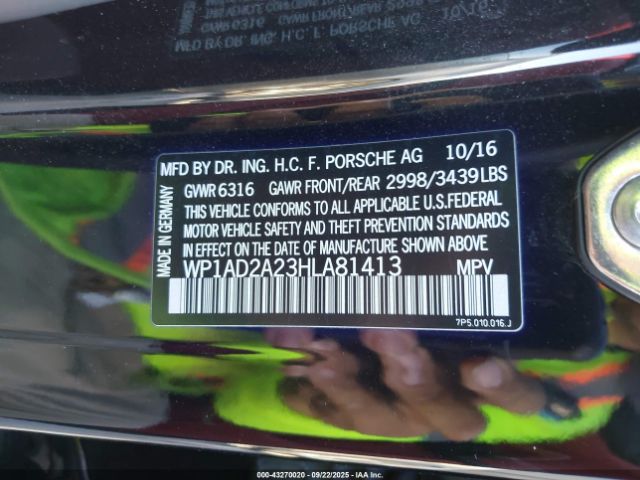 MFD BY DR. ING. H.C. F. PORSCHE AG 10/16
GVWR 6316 GAWR FRONT/REAR 2998/3439LBS
THIS VEHICLE CONFORMS TO ALL APPLICABLE U.S.FEDERAL
MOTOR VEHICLE SAFETY AND THEFT PREVENTION STANDARDS
IN EFFECT ON THE DATE OF MANUFACTURE SHOWN ABOVE.
WP1AD2A23HLA81413 MPV
MADE IN GERMANY
7P5.010.016.J
000-43270020 - 09/22/2025 - IAAI.COM